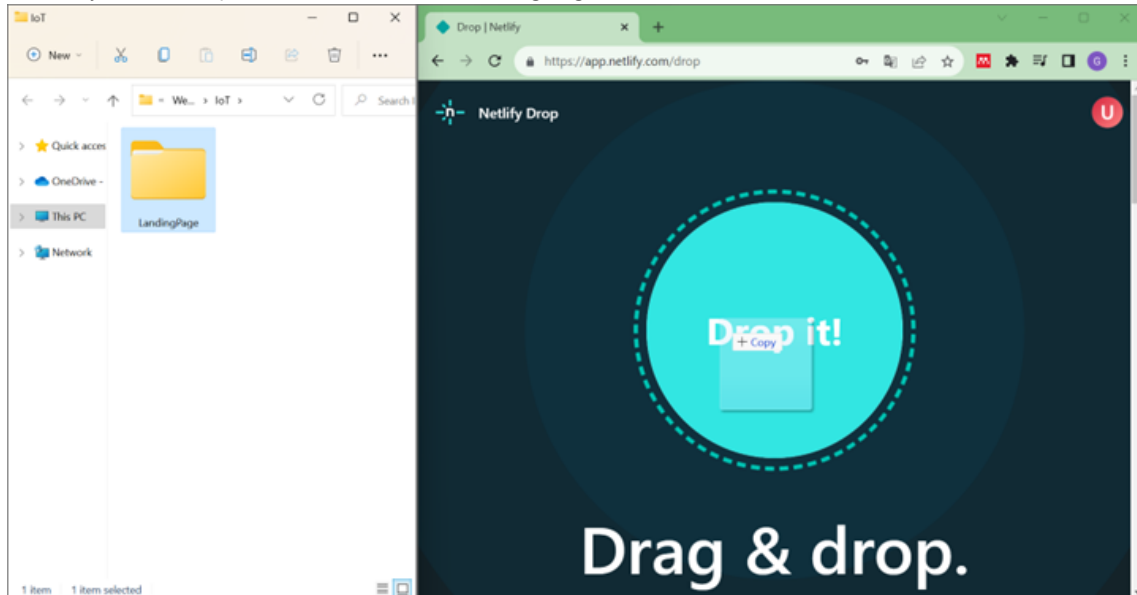 IoT
New
We... › IoT ›
Search
Quick acces
OneDrive -
This PC
Network
LandingPage
1 item
1 item selected
Drop | Netlify
https://app.netlify.com/drop
G
Netlify Drop
U
Drop it!
+ Copy
Drag & drop.